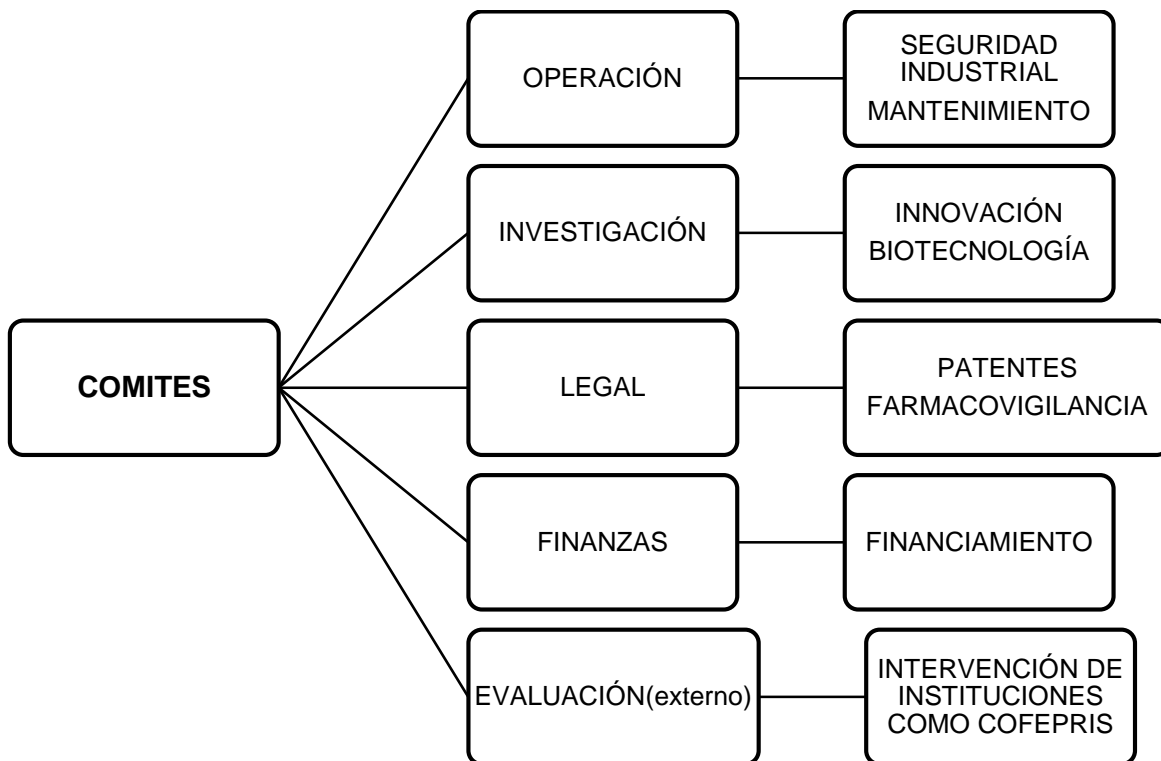 COMITES
OPERACIÓN
SEGURIDAD
INDUSTRIAL
MANTENIMIENTO
INVESTIGACIÓN
INNOVACIÓN
BIOTECNOLOGÍA
LEGAL
PATENTES
FARMACOVIGILANCIA
FINANZAS
FINANCIAMIENTO
EVALUACIÓN(externo)
INTERVENCIÓN DE
INSTITUCIONES
COMO COFEPRIS